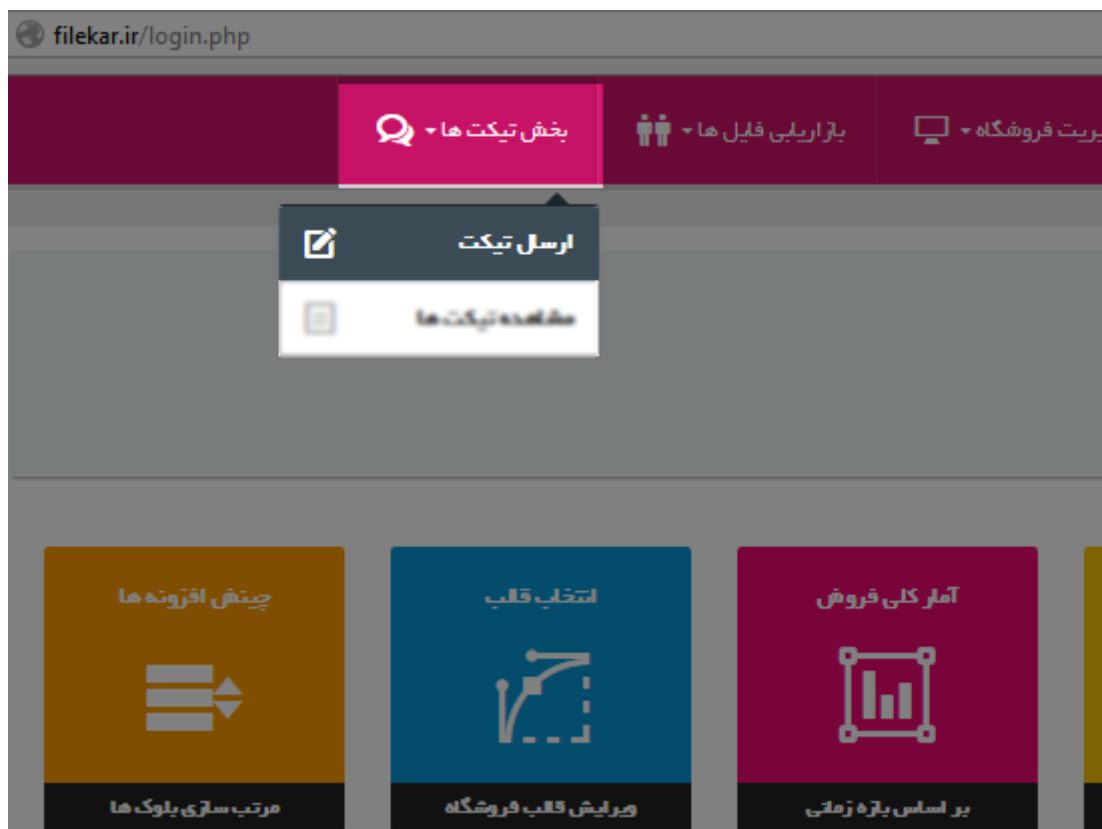 filekar.ir/login.php
یریت فروشگاه
بازاریابی فایل ها
بخش تیکت ها
ارسال تیکت
مشاهده تیکت ها
آمار کلی فروش
انتخاب قالب
چینش افزونه ها
بر اساس بازه زمانی
ویرایش قالب فروشگاه
مرتب سازی بلوک ها